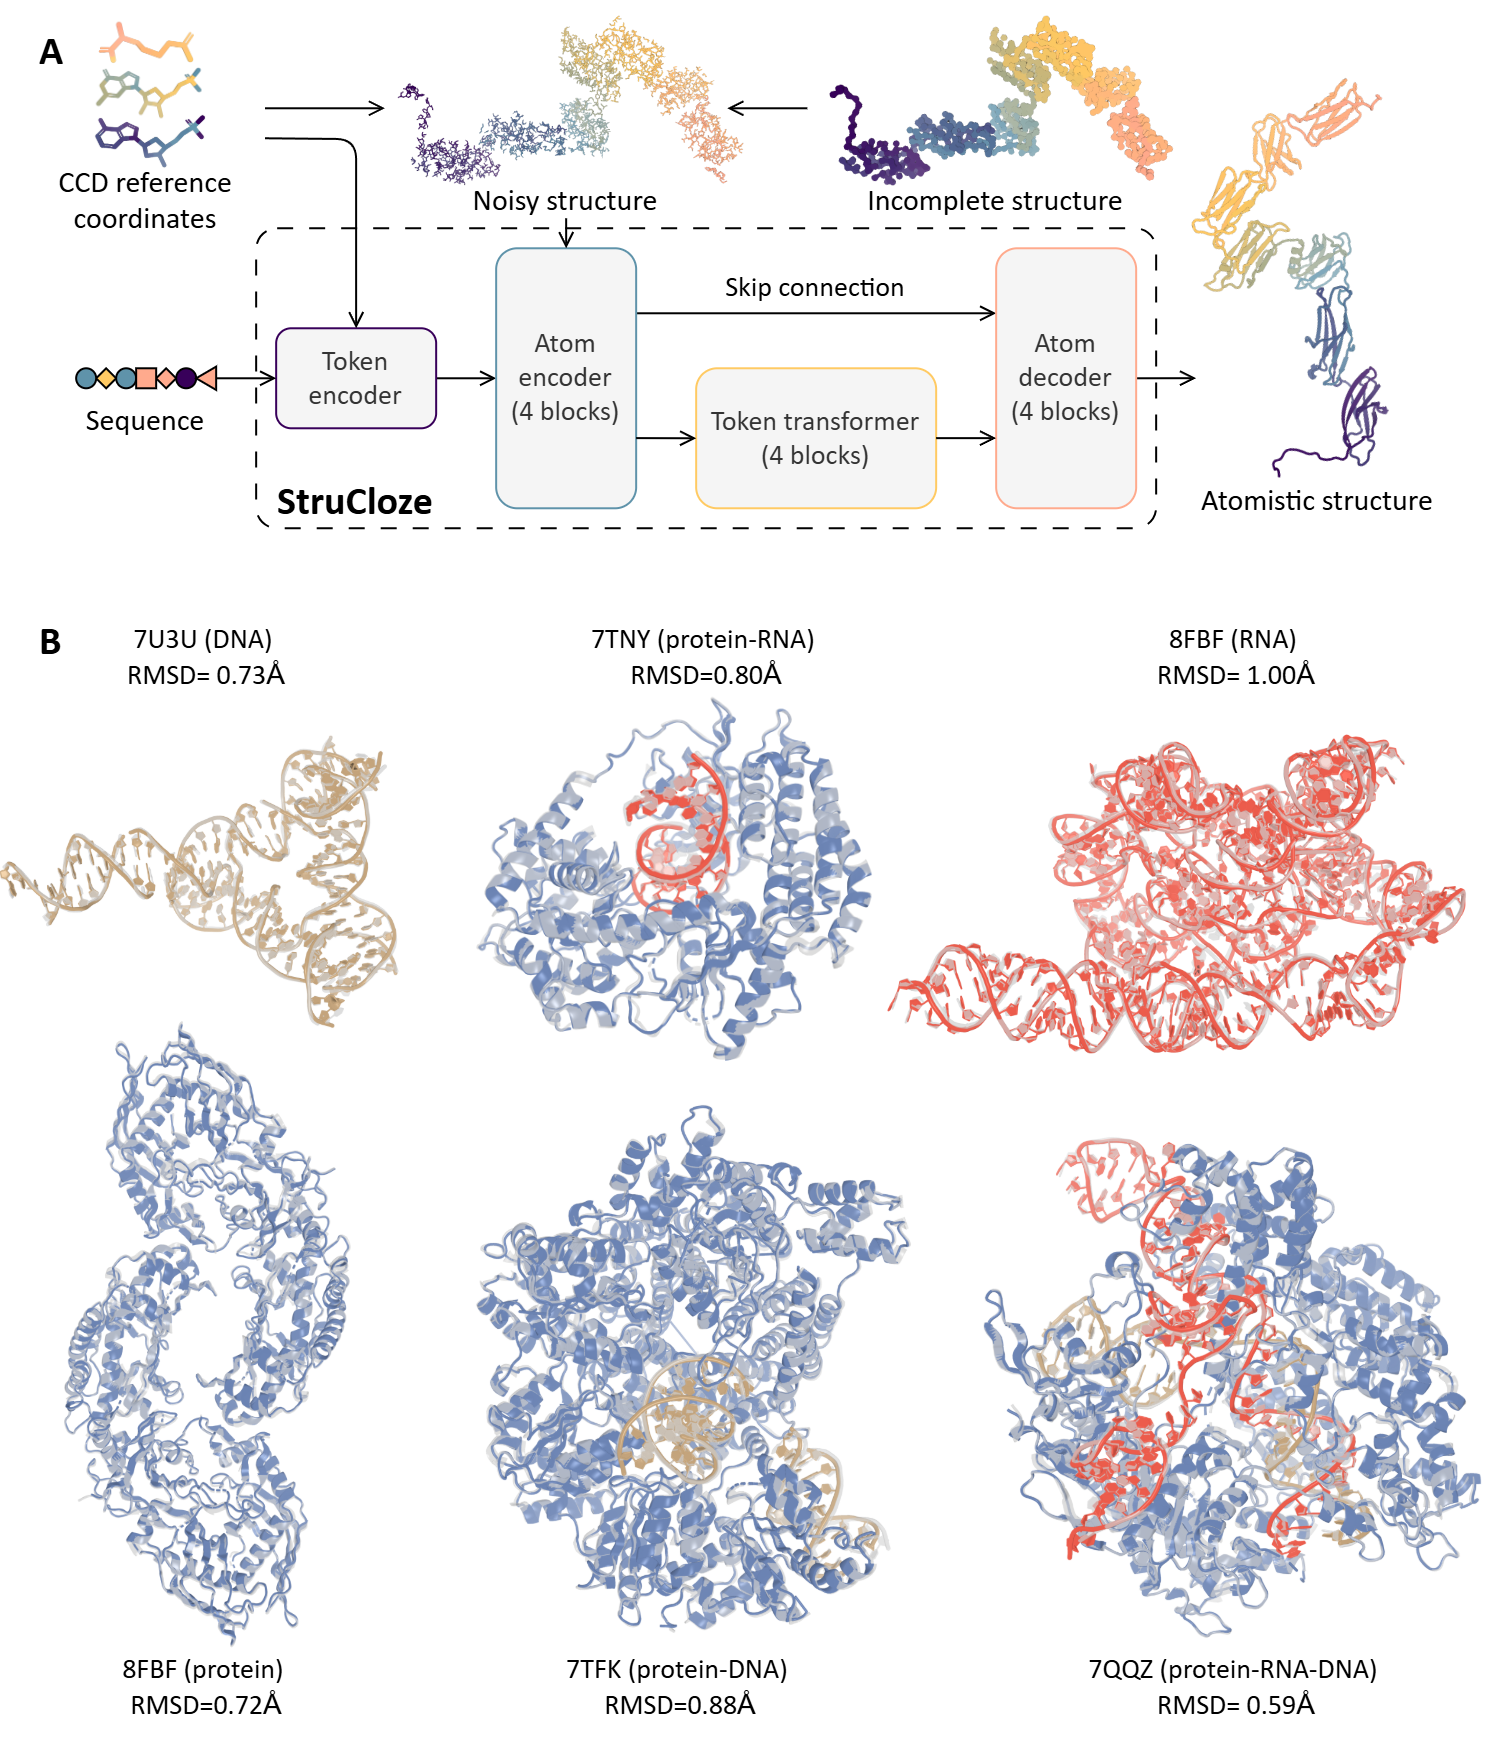 A
CCD reference
coordinates
Noisy structure
Incomplete structure
Skip connection
Token
encoder
Atom
encoder
(4 blocks)
Atom
decoder
(4 blocks)
Token transformer
(4 blocks)
Sequence
StruCloze
Atomistic structure
B
7U3U (DNA)
RMSD= 0.73Å
7TNY (protein-RNA)
RMSD=0.80Å
8FBF (RNA)
RMSD= 1.00Å
8FBF (protein)
RMSD=0.72Å
7TFK (protein-DNA)
RMSD=0.88Å
7QQZ (protein-RNA-DNA)
RMSD= 0.59Å